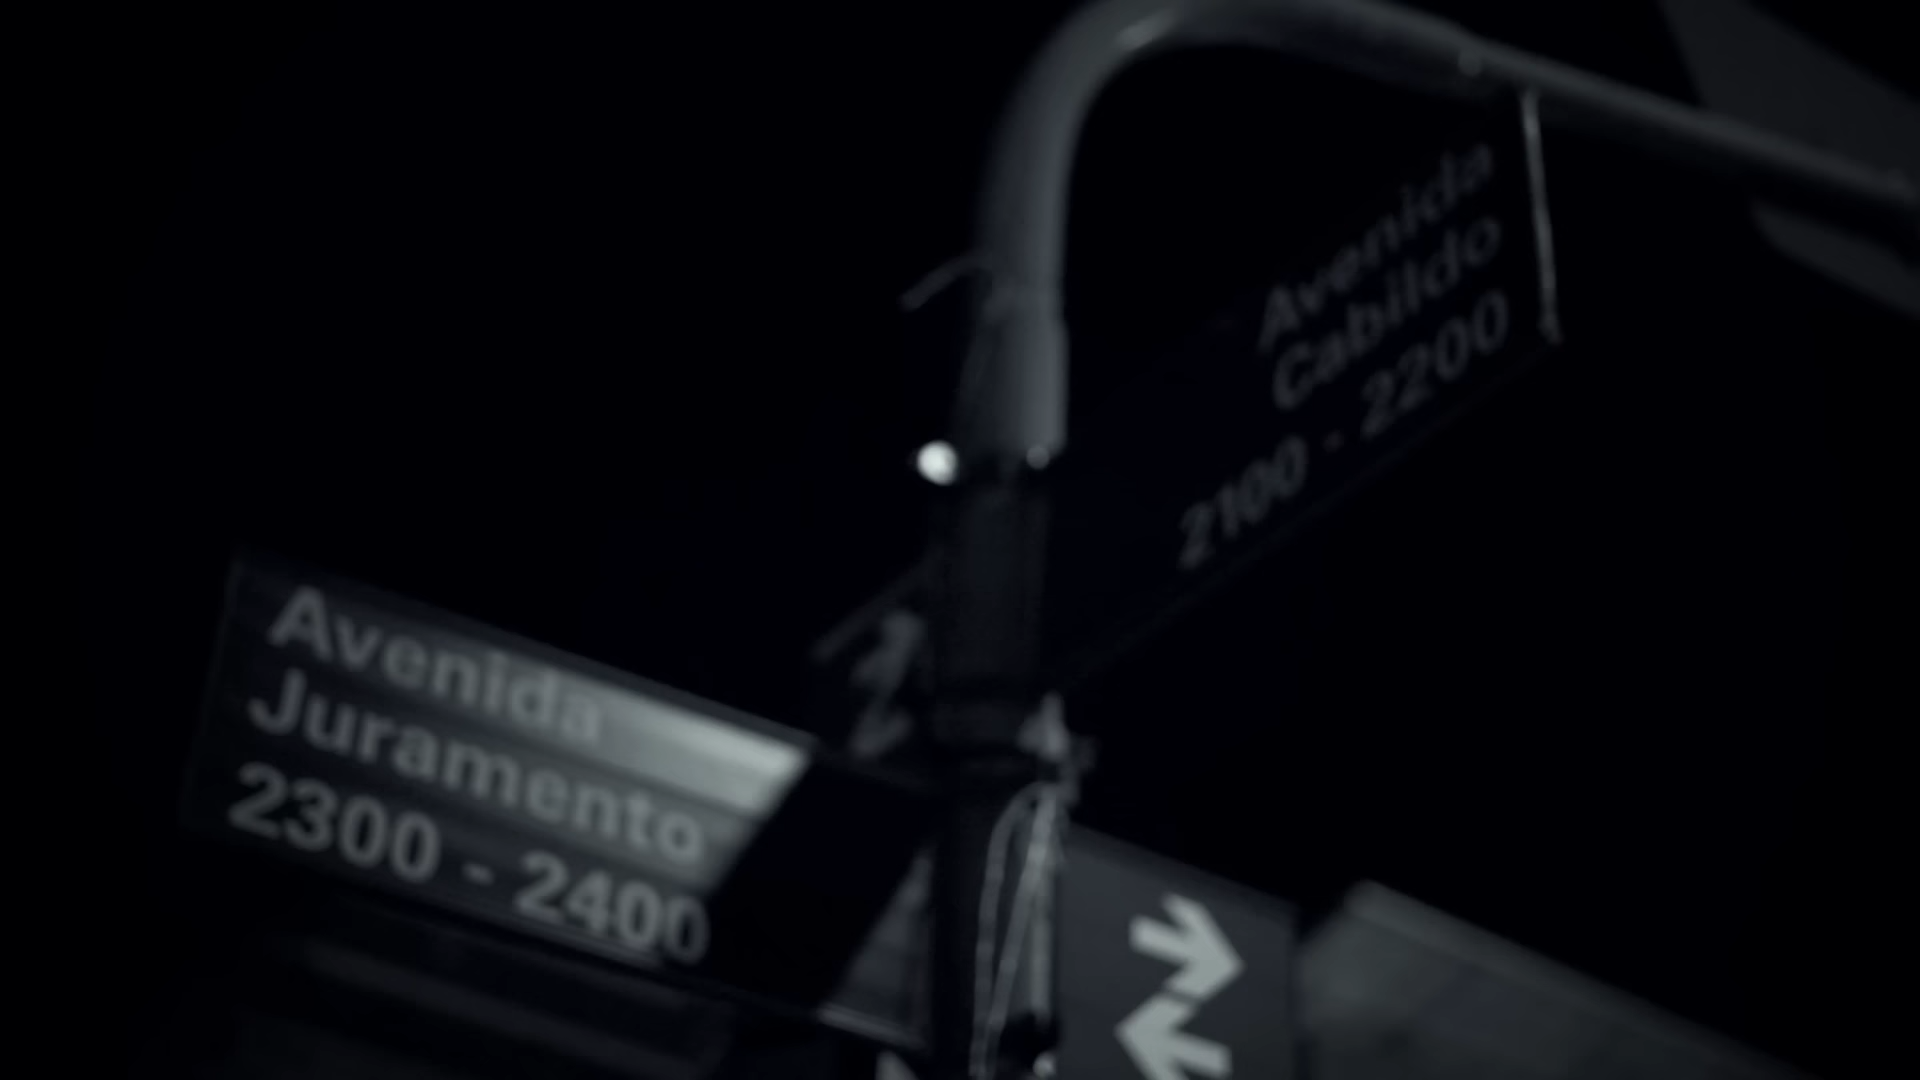 Avenida
Cabildo
2100 - 2200
Avenida
Juramento
2300 - 2400